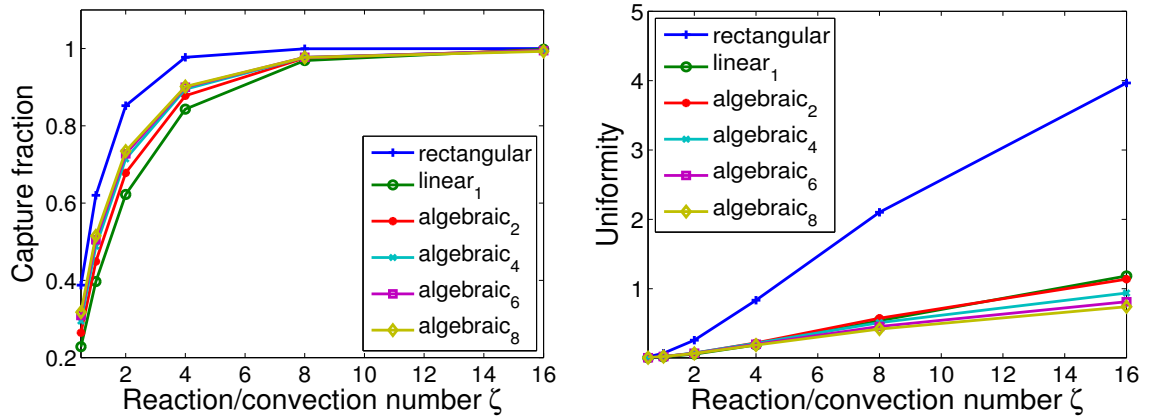 Capture fraction
1
0.8
0.6
0.4
0.2
2 4 6 8 10 12 14 16
Reaction/convection number ζ
rectangular
linear₁
algebraic₂
algebraic₄
algebraic₆
algebraic₈
Uniformity
5
4
3
2
1
2 4 6 8 10 12 14 16
Reaction/convection number ζ
rectangular
linear₁
algebraic₂
algebraic₄
algebraic₆
algebraic₈